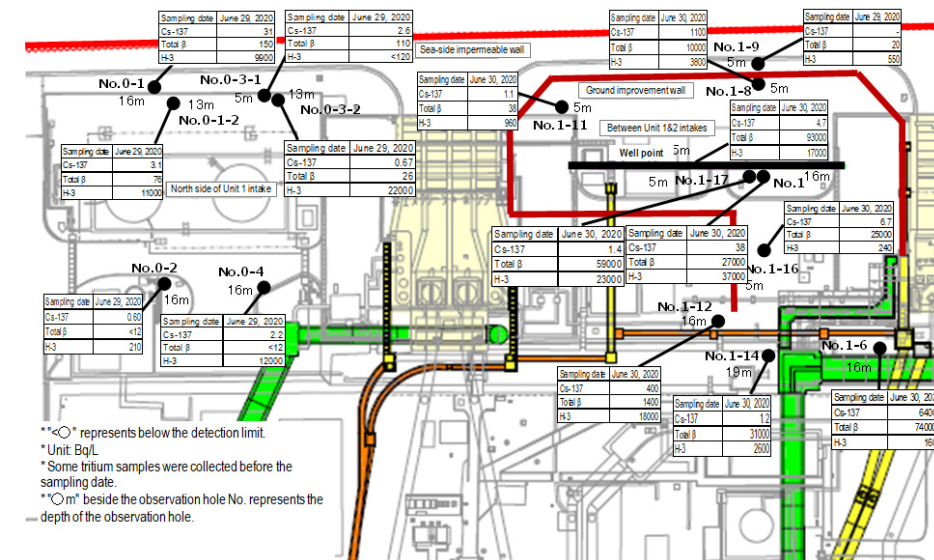 Sampling date June 29, 2020
Cs-137 31
Total β 150
H-3 9900
Sampling date June 29, 2020
Cs-137 2.6
Total β 110
H-3 <120
Sea-side impermeable wall
Sampling date June 30, 2020
Cs-137 1100
Total β 10000
H-3 3800
Sampling date June 29, 2020
Cs-137 -
Total β 20
H-3 550
No.1-9
5m
No.1-8
5m
No.0-1
16m
No.0-3-1
5m
13m
No.0-3-2
13m
No.0-1-2
Sampling date June 30, 2020
Cs-137 1.1
Total β 38
H-3 960
5m
No.1-11
Ground improvement wall
Between Unit 1&2 intakes
Sampling date June 30, 2020
Cs-137 4.7
Total β 93000
H-3 17000
Well point
5m
Sampling date June 29, 2020
Cs-137 3.1
Total β 76
H-3 11000
North side of Unit 1 intake
Sampling date June 29, 2020
Cs-137 0.67
Total β 26
H-3 22000
5m
No.1-17
No.1
16m
Sampling date June 30, 2020
Cs-137 1.4
Total β 59000
H-3 23000
Sampling date June 30, 2020
Cs-137 38
Total β 27000
H-3 37000
Sampling date June 30, 2020
Cs-137 6.7
Total β 25000
H-3 240
No.1-16
5m
No.0-2
16m
No.0-4
16m
Sampling date June 29, 2020
Cs-137 0.60
Total β <12
H-3 210
Sampling date June 29, 2020
Cs-137 2.2
Total β <12
H-3 12000
No.1-12
16m
No.1-14
19m
No.1-6
16m
Sampling date June 30, 2020
Cs-137 400
Total β 1400
H-3 18000
Sampling date June 30, 2020
Cs-137 1.2
Total β 31000
H-3 2600
Sampling date June 30, 202
Cs-137 6400
Total β 74000
H-3 160
*"<○" represents below the detection limit.
* Unit: Bq/L
* Some tritium samples were collected before the
sampling date.
*"○m" beside the observation hole No. represents the
depth of the observation hole.